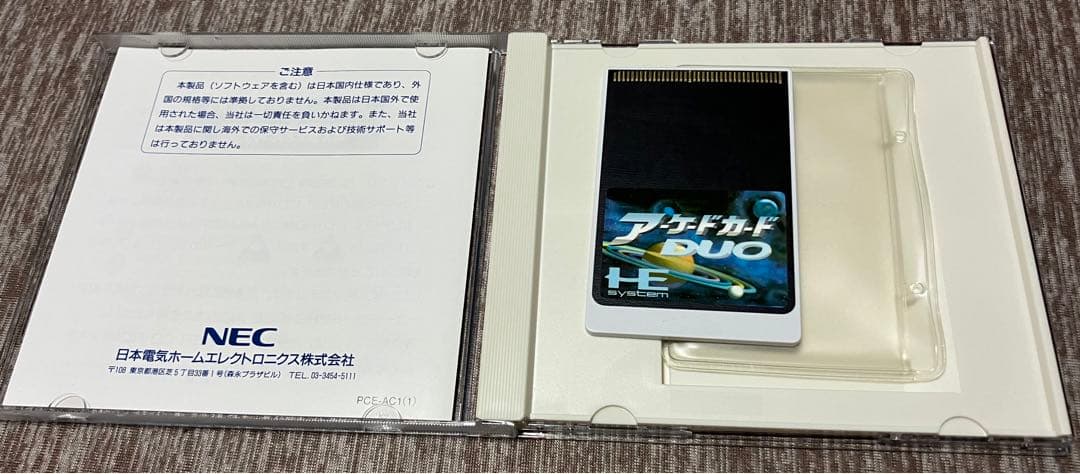 ご注意
本製品（ソフトウェアを含む）は日本国内仕様であり、外
国の規格等には準拠しておりません。本製品は日本国外で使
用された場合、当社は一切責任を負いかねます。また、当社
は本製品に関し海外での保守サービスおよび技術サポート等
は行っておりません。
NEC
日本電気ホームエレクトロニクス株式会社
〒108 東京都港区芝5丁目33番1号(森永プラザビル) TEL. 03-3454-5111
PCE-AC1(1)
アーケードカード
DUO
HE
system